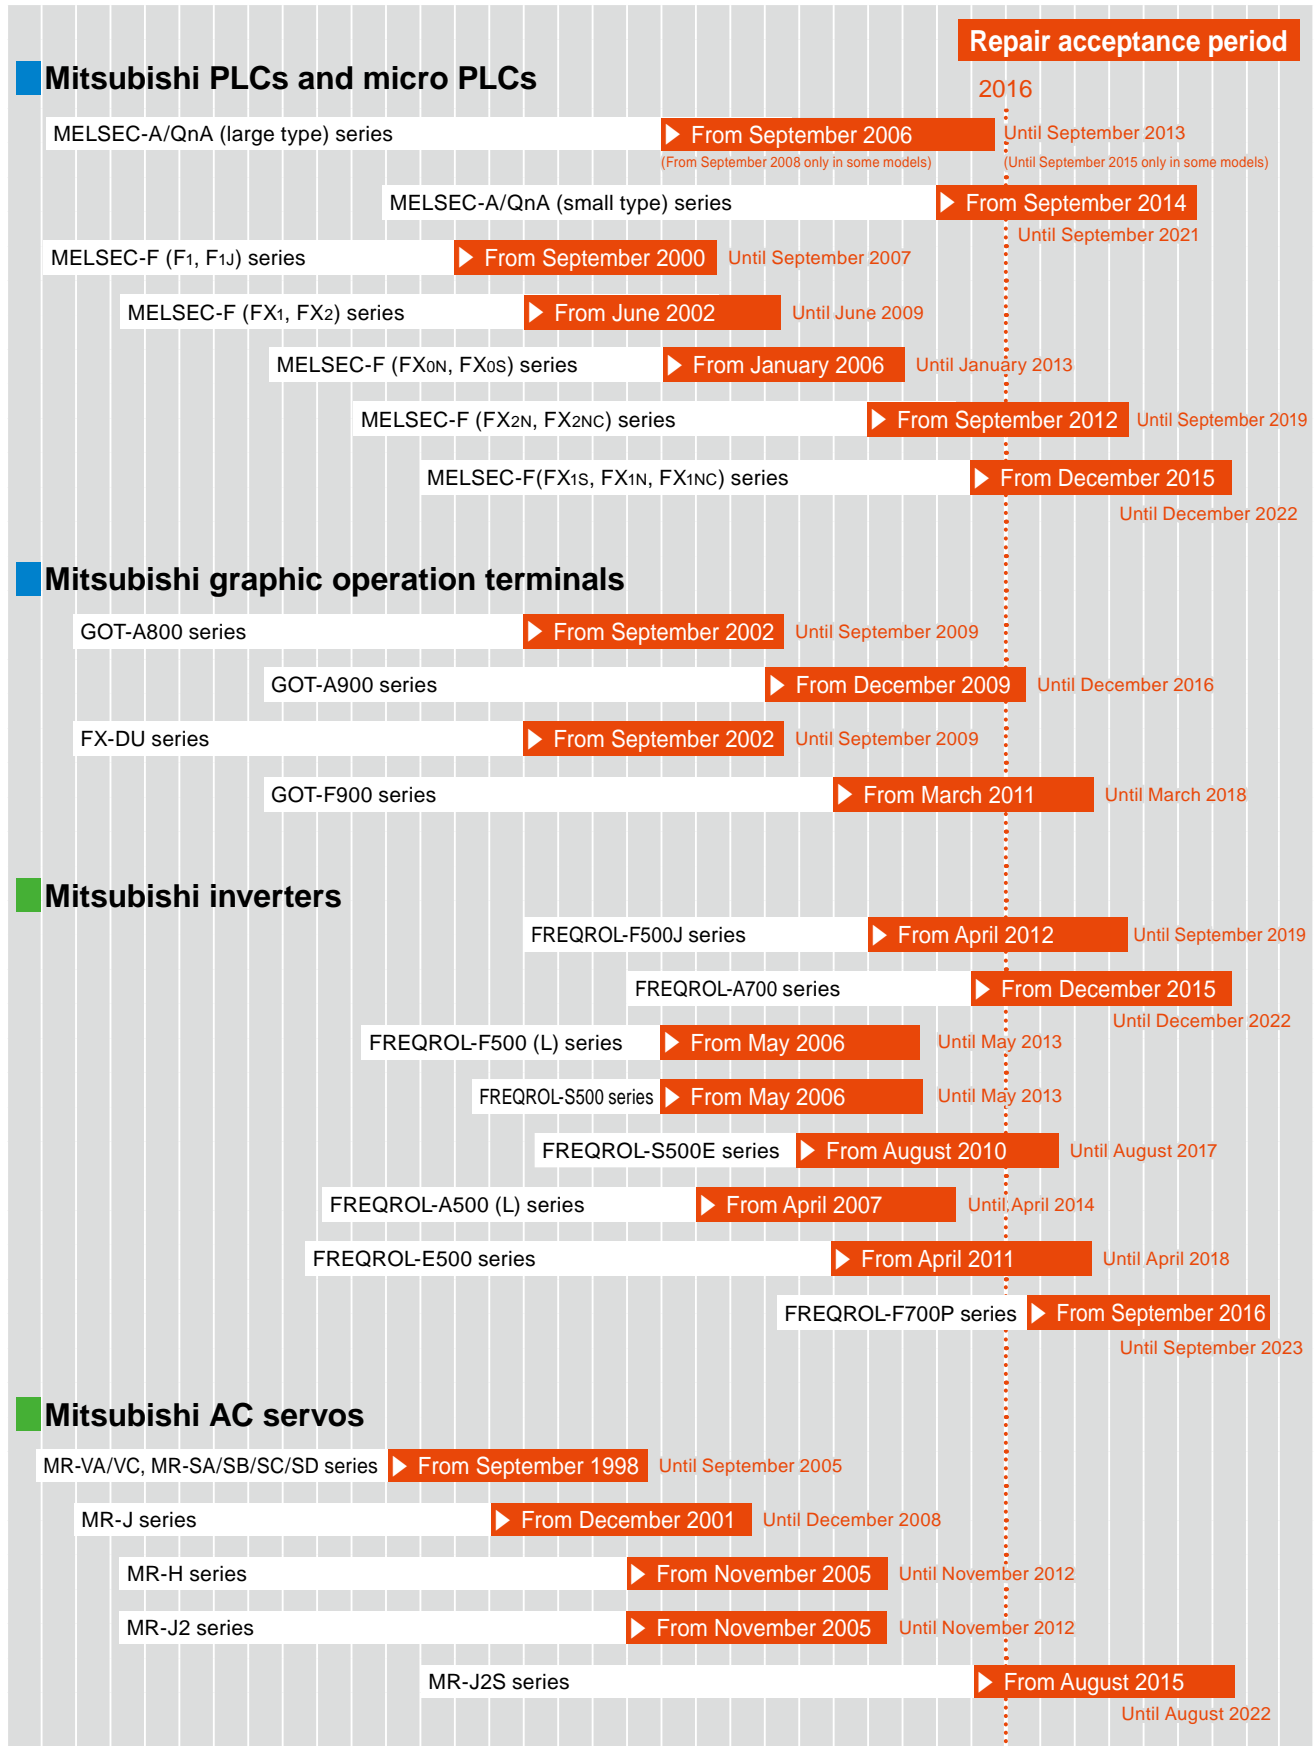 Repair acceptance period
Mitsubishi PLCs and micro PLCs
2016
MELSEC-A/QnA (large type) series From September 2006 Until September 2013
(From September 2008 only in some models) (Until September 2015 only in some models)
MELSEC-A/QnA (small type) series From September 2014
Until September 2021
MELSEC-F (F1, F1J) series From September 2000 Until September 2007
MELSEC-F (FX1, FX2) series From June 2002 Until June 2009
MELSEC-F (FX0N, FX0S) series From January 2006 Until January 2013
MELSEC-F (FX2N, FX2NC) series From September 2012 Until September 2019
MELSEC-F(FX1S, FX1N, FX1NC) series From December 2015
Until December 2022
Mitsubishi graphic operation terminals
GOT-A800 series From September 2002 Until September 2009
GOT-A900 series From December 2009 Until December 2016
FX-DU series From September 2002 Until September 2009
GOT-F900 series From March 2011 Until March 2018
Mitsubishi inverters
FREQROL-F500J series From April 2012 Until September 2019
FREQROL-A700 series From December 2015
Until December 2022
FREQROL-F500 (L) series From May 2006 Until May 2013
FREQROL-S500 series From May 2006 Until May 2013
FREQROL-S500E series From August 2010 Until August 2017
FREQROL-A500 (L) series From April 2007 Until April 2014
FREQROL-E500 series From April 2011 Until April 2018
FREQROL-F700P series From September 2016
Until September 2023
Mitsubishi AC servos
MR-VA/VC, MR-SA/SB/SC/SD series From September 1998 Until September 2005
MR-J series From December 2001 Until December 2008
MR-H series From November 2005 Until November 2012
MR-J2 series From November 2005 Until November 2012
MR-J2S series From August 2015
Until August 2022